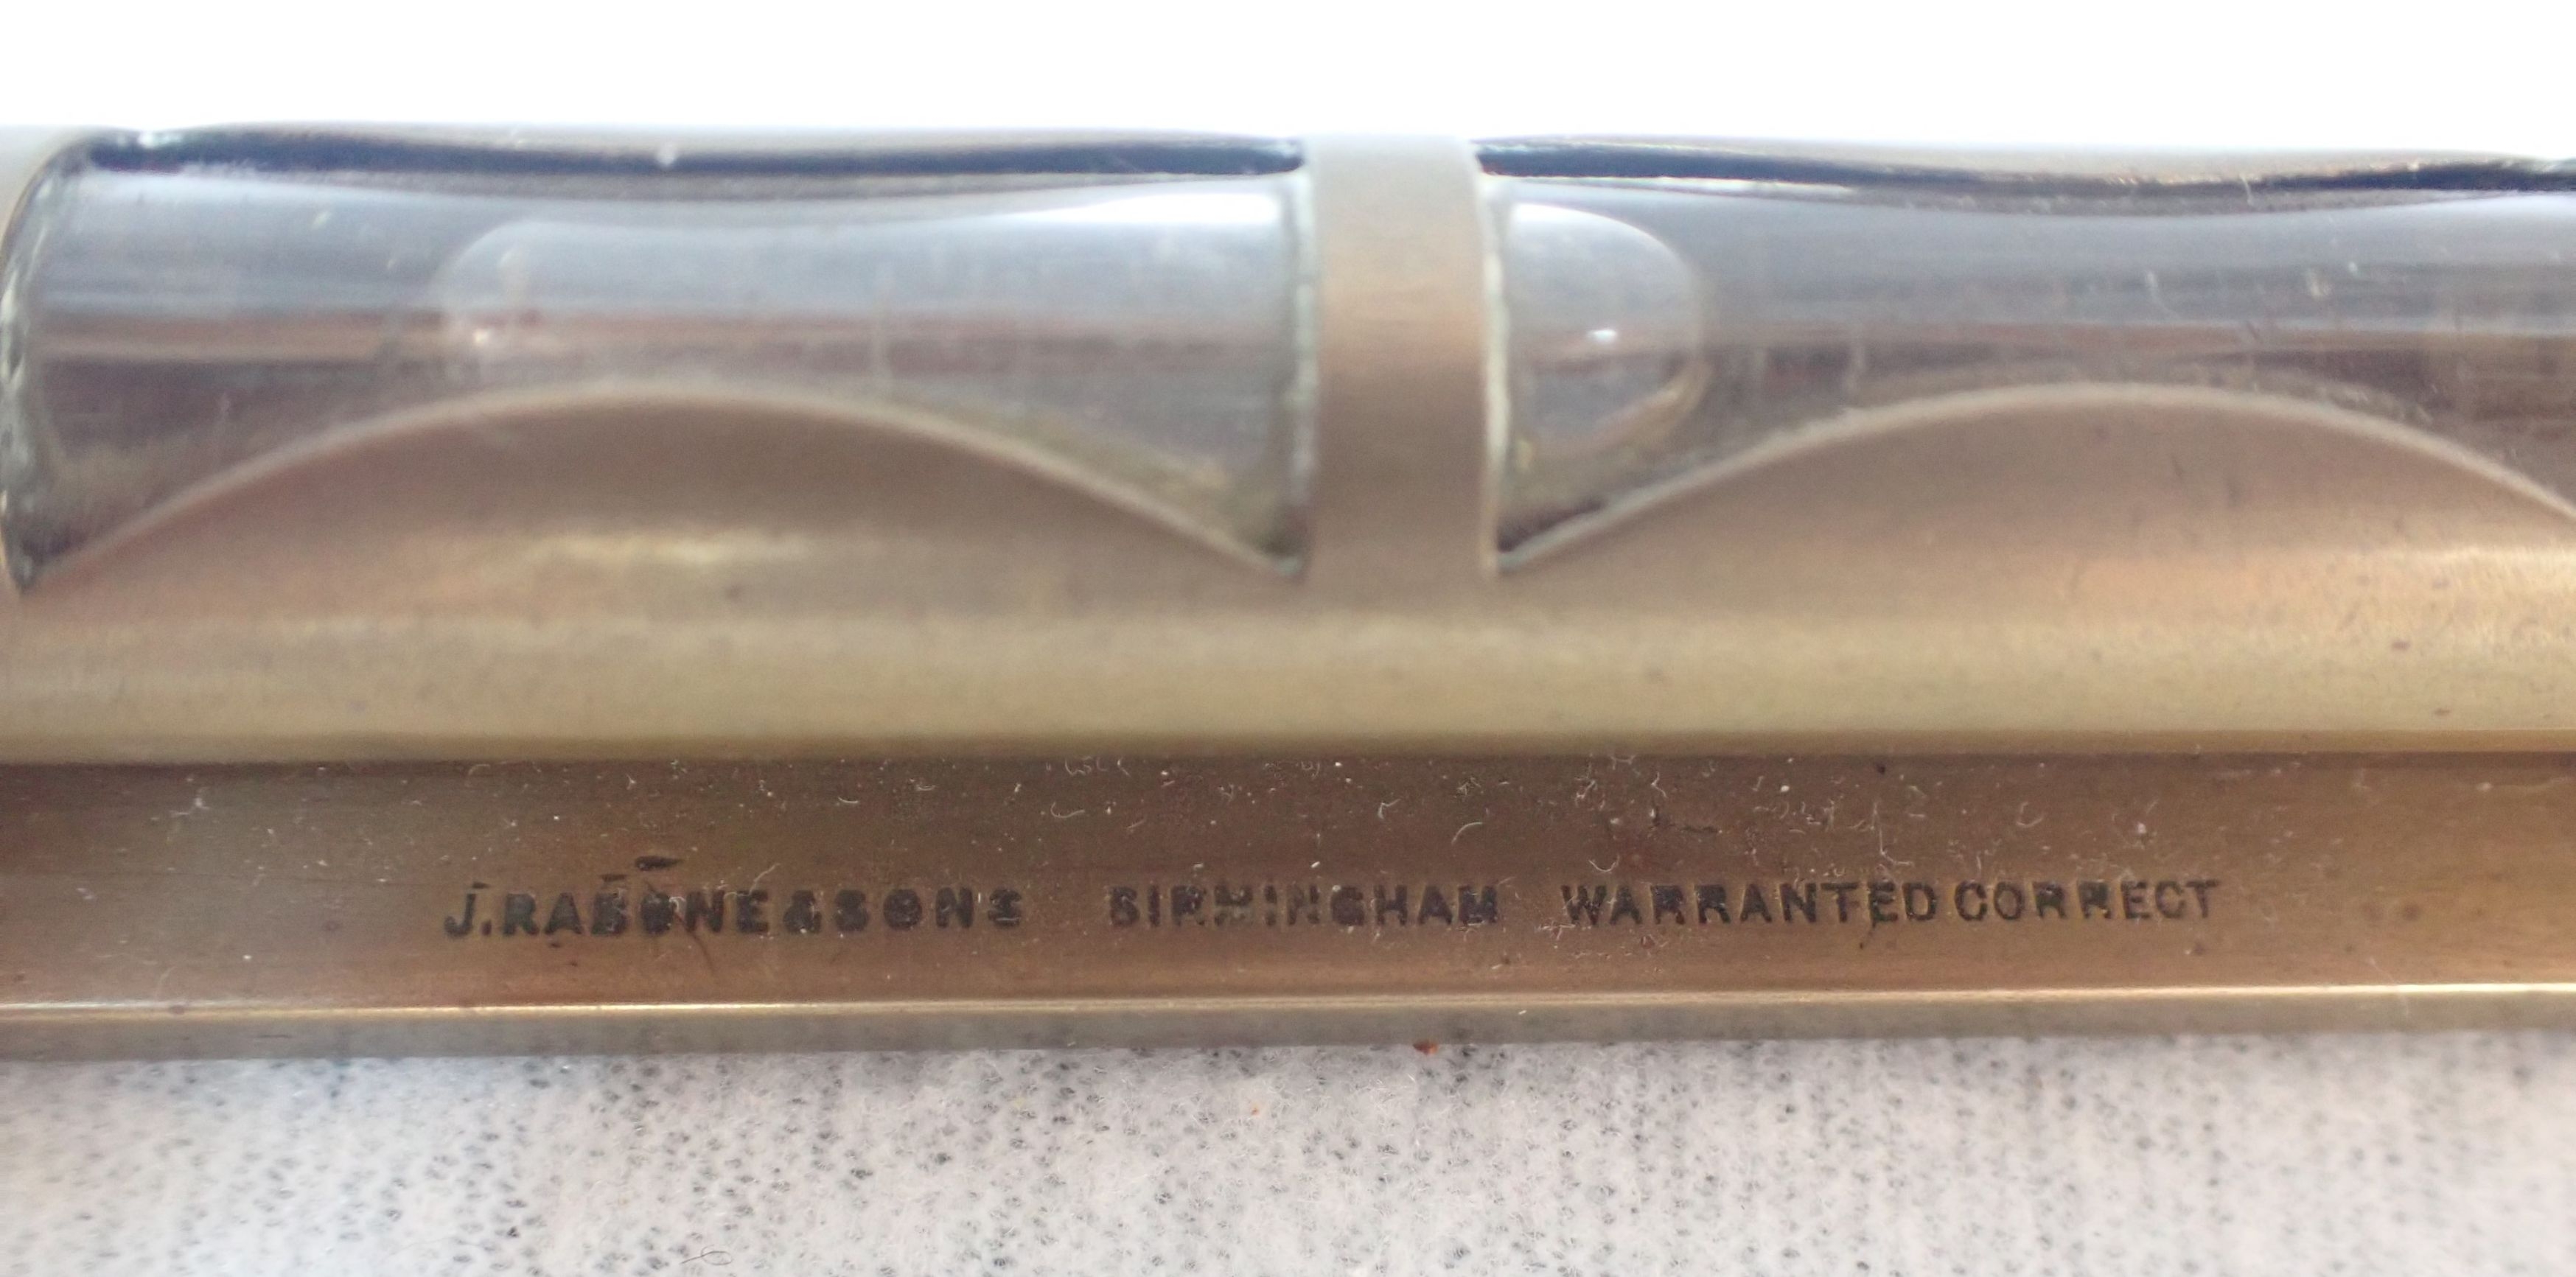 J. RABONE & SONS BIRMINGHAM WARRANTED CORRECT